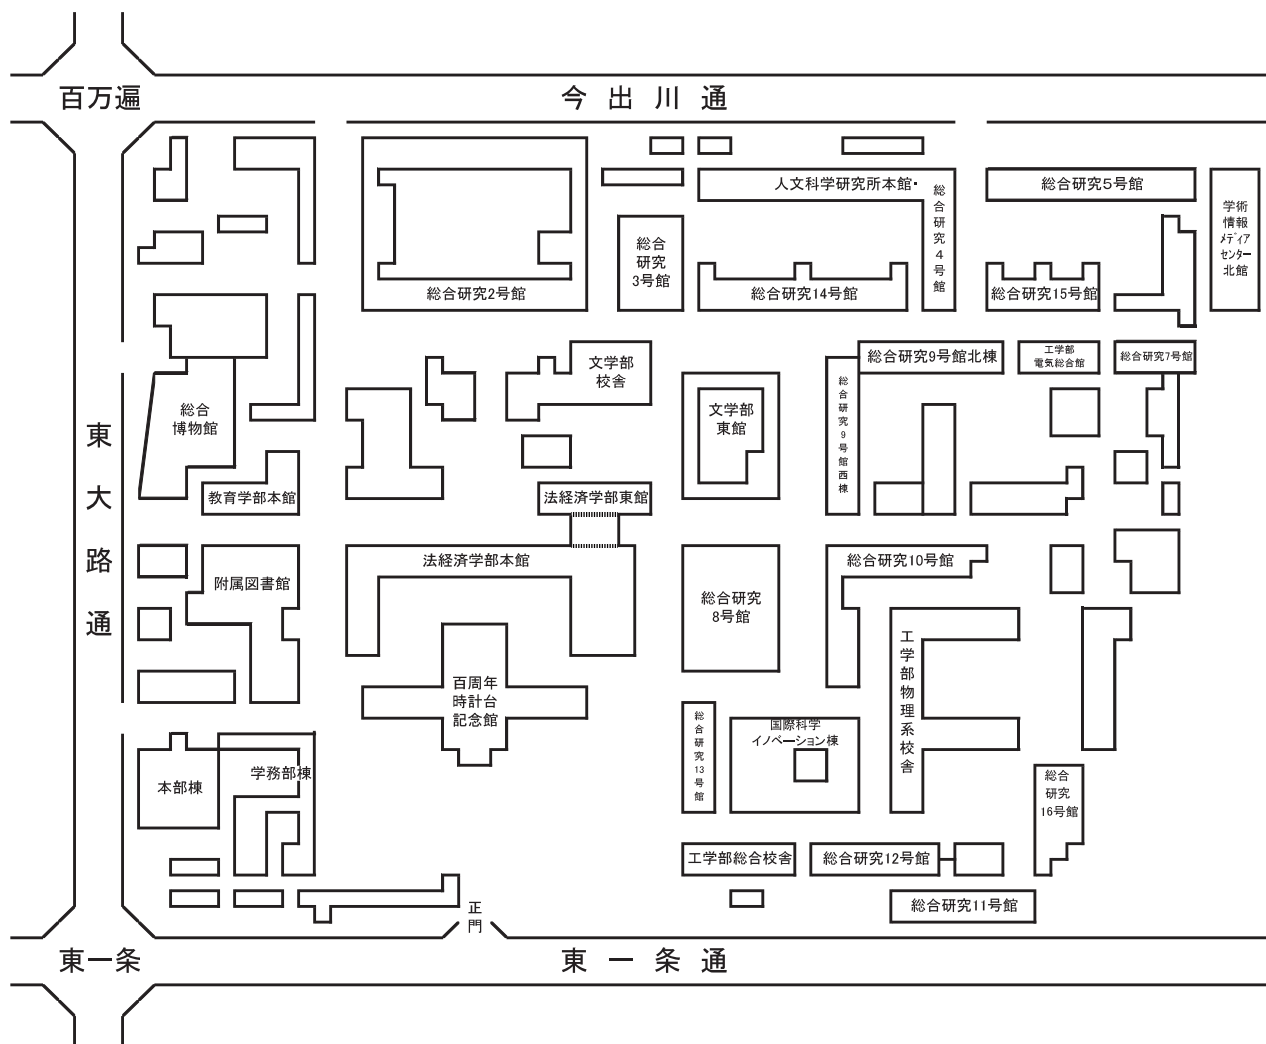 百万遍
今出川通
人文科学研究所本館・
総合研究4号館
総合研究5号館
学術
情報
メディア
センター
北館
総合
研究
3号館
総合研究2号館
総合研究14号館
総合研究15号館
文学部
校舎
総合研究9号館北棟
工学部
電気総合館
総合研究7号館
総合
博物館
文学部
東館
総合研究9号館西棟
東大路通
教育学部本館
法経済学部東館
附属図書館
法経済学部本館
総合研究
8号館
総合研究10号館
工学部物理系校舎
百周年
時計台
記念館
総合研究13号館
国際科学
イノベーション棟
本部棟
学務部棟
総合
研究
16号館
工学部総合校舎
総合研究12号館
総合研究11号館
正門
東一条
東一条通